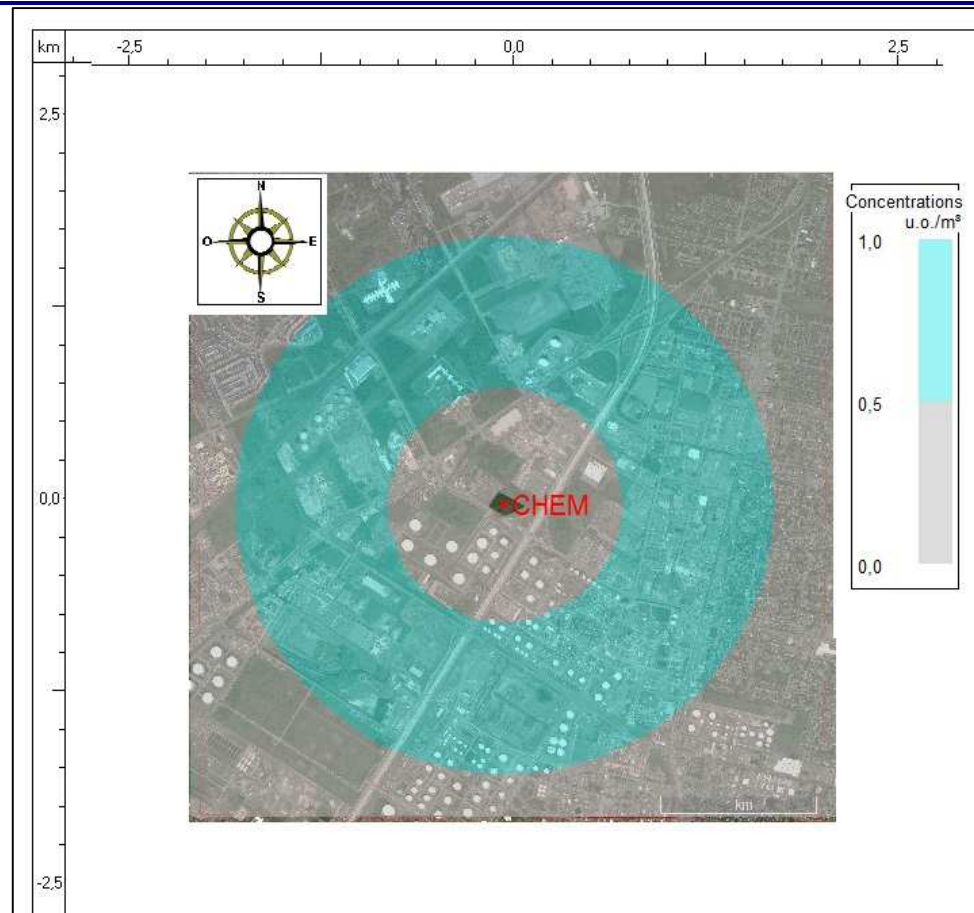 km -2,5 0,0 2,5
2,5
N
O E
S
Concentrations
u.o./m³
1,0
0,5
0,0
0,0
CHEM
km
-2,5